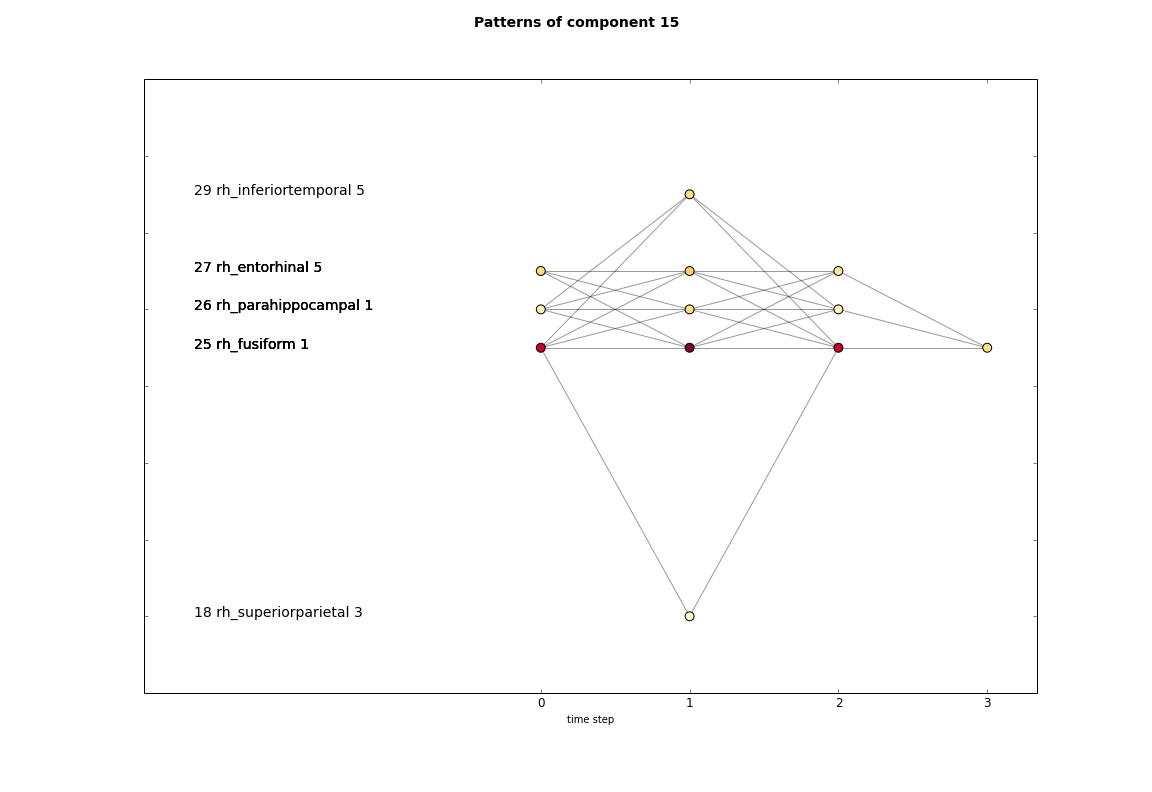 Patterns of component 15
29 rh_inferiortemporal 5
27 rh_entorhinal 5
26 rh_parahippocampal 1
25 rh_fusiform 1
18 rh_superiorparietal 3
0 1 2 3
time step